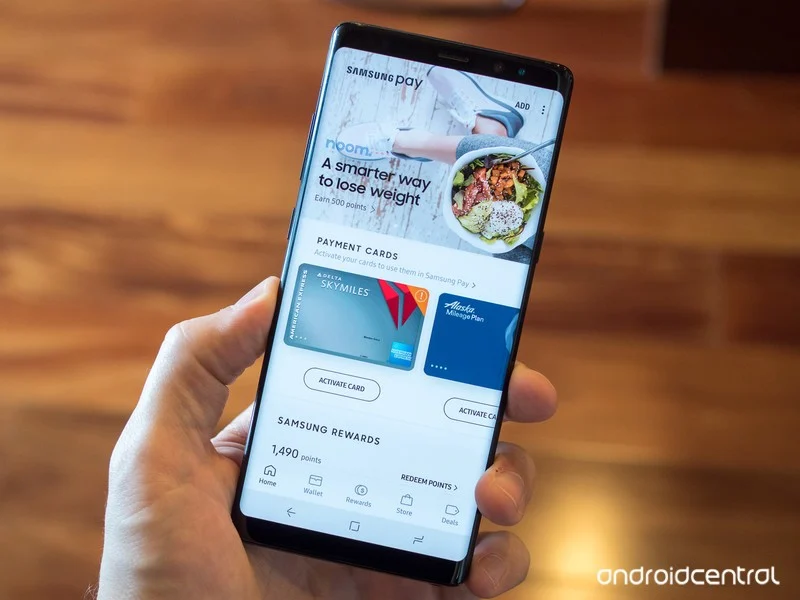 SAMSUNG pay
ADD
noom
A smarter way
to lose weight
Earn 500 points >
PAYMENT CARDS
Activate your cards to use them in Samsung Pay >
AMERICAN EXPRESS
DELTA
SKYMILES
Alaska
Mileage Plan
ACTIVATE CARD
ACTIVATE CA
SAMSUNG REWARDS
1,490 points
REDEEM POINTS >
Home
Wallet
Rewards
Store
Deals
androidcentral